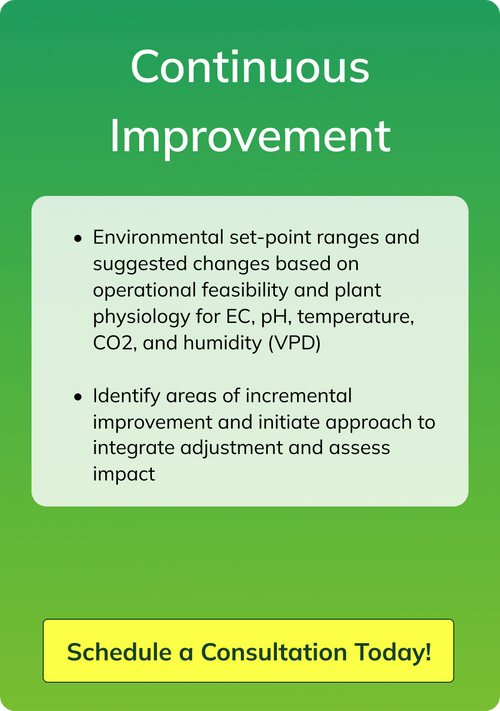 Continuous
Improvement
• Environmental set-point ranges and
suggested changes based on
operational feasibility and plant
physiology for EC, pH, temperature,
CO2, and humidity (VPD)
• Identify areas of incremental
improvement and initiate approach to
integrate adjustment and assess
impact
Schedule a Consultation Today!